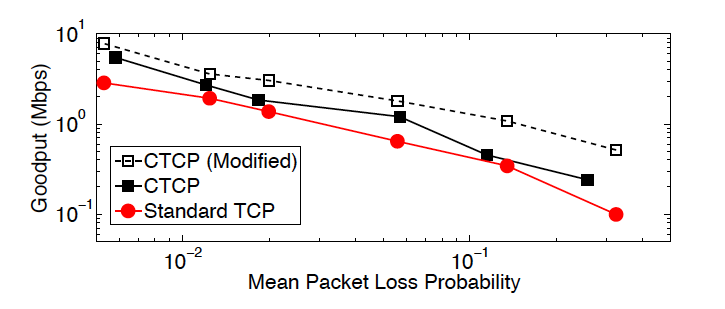 10^1
10^0
10^-1
Goodput (Mbps)
CTCP (Modified)
CTCP
Standard TCP
10^-2
10^-1
Mean Packet Loss Probability